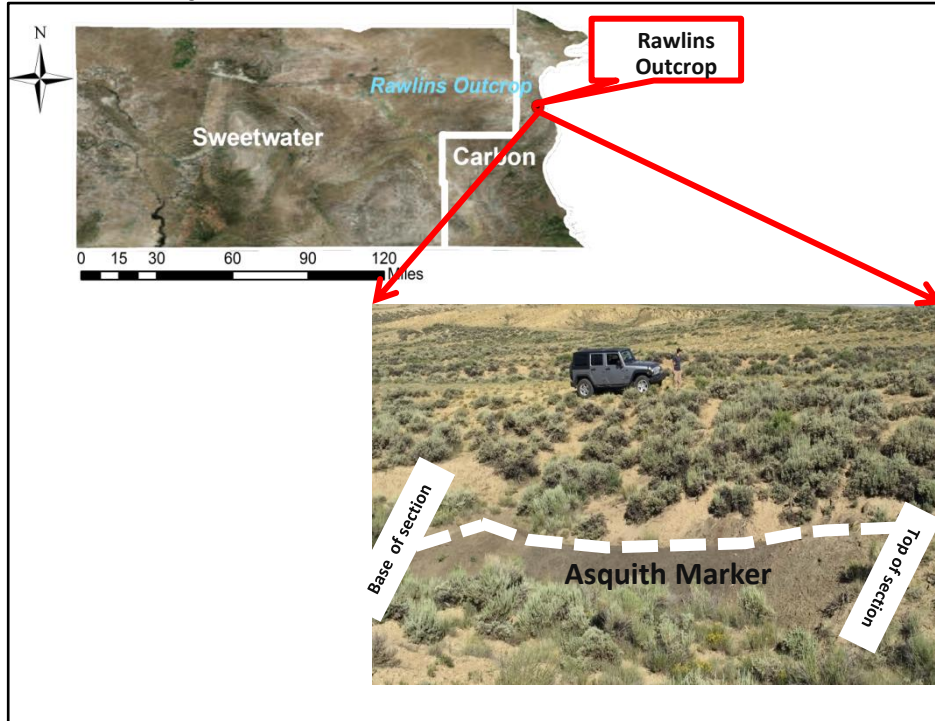 N
Rawlins
Outcrop
Rawlins Outcrop
Sweetwater
Carbon
0 15 30 60 90 120
Miles
Base of section
Top of section
Asquith Marker